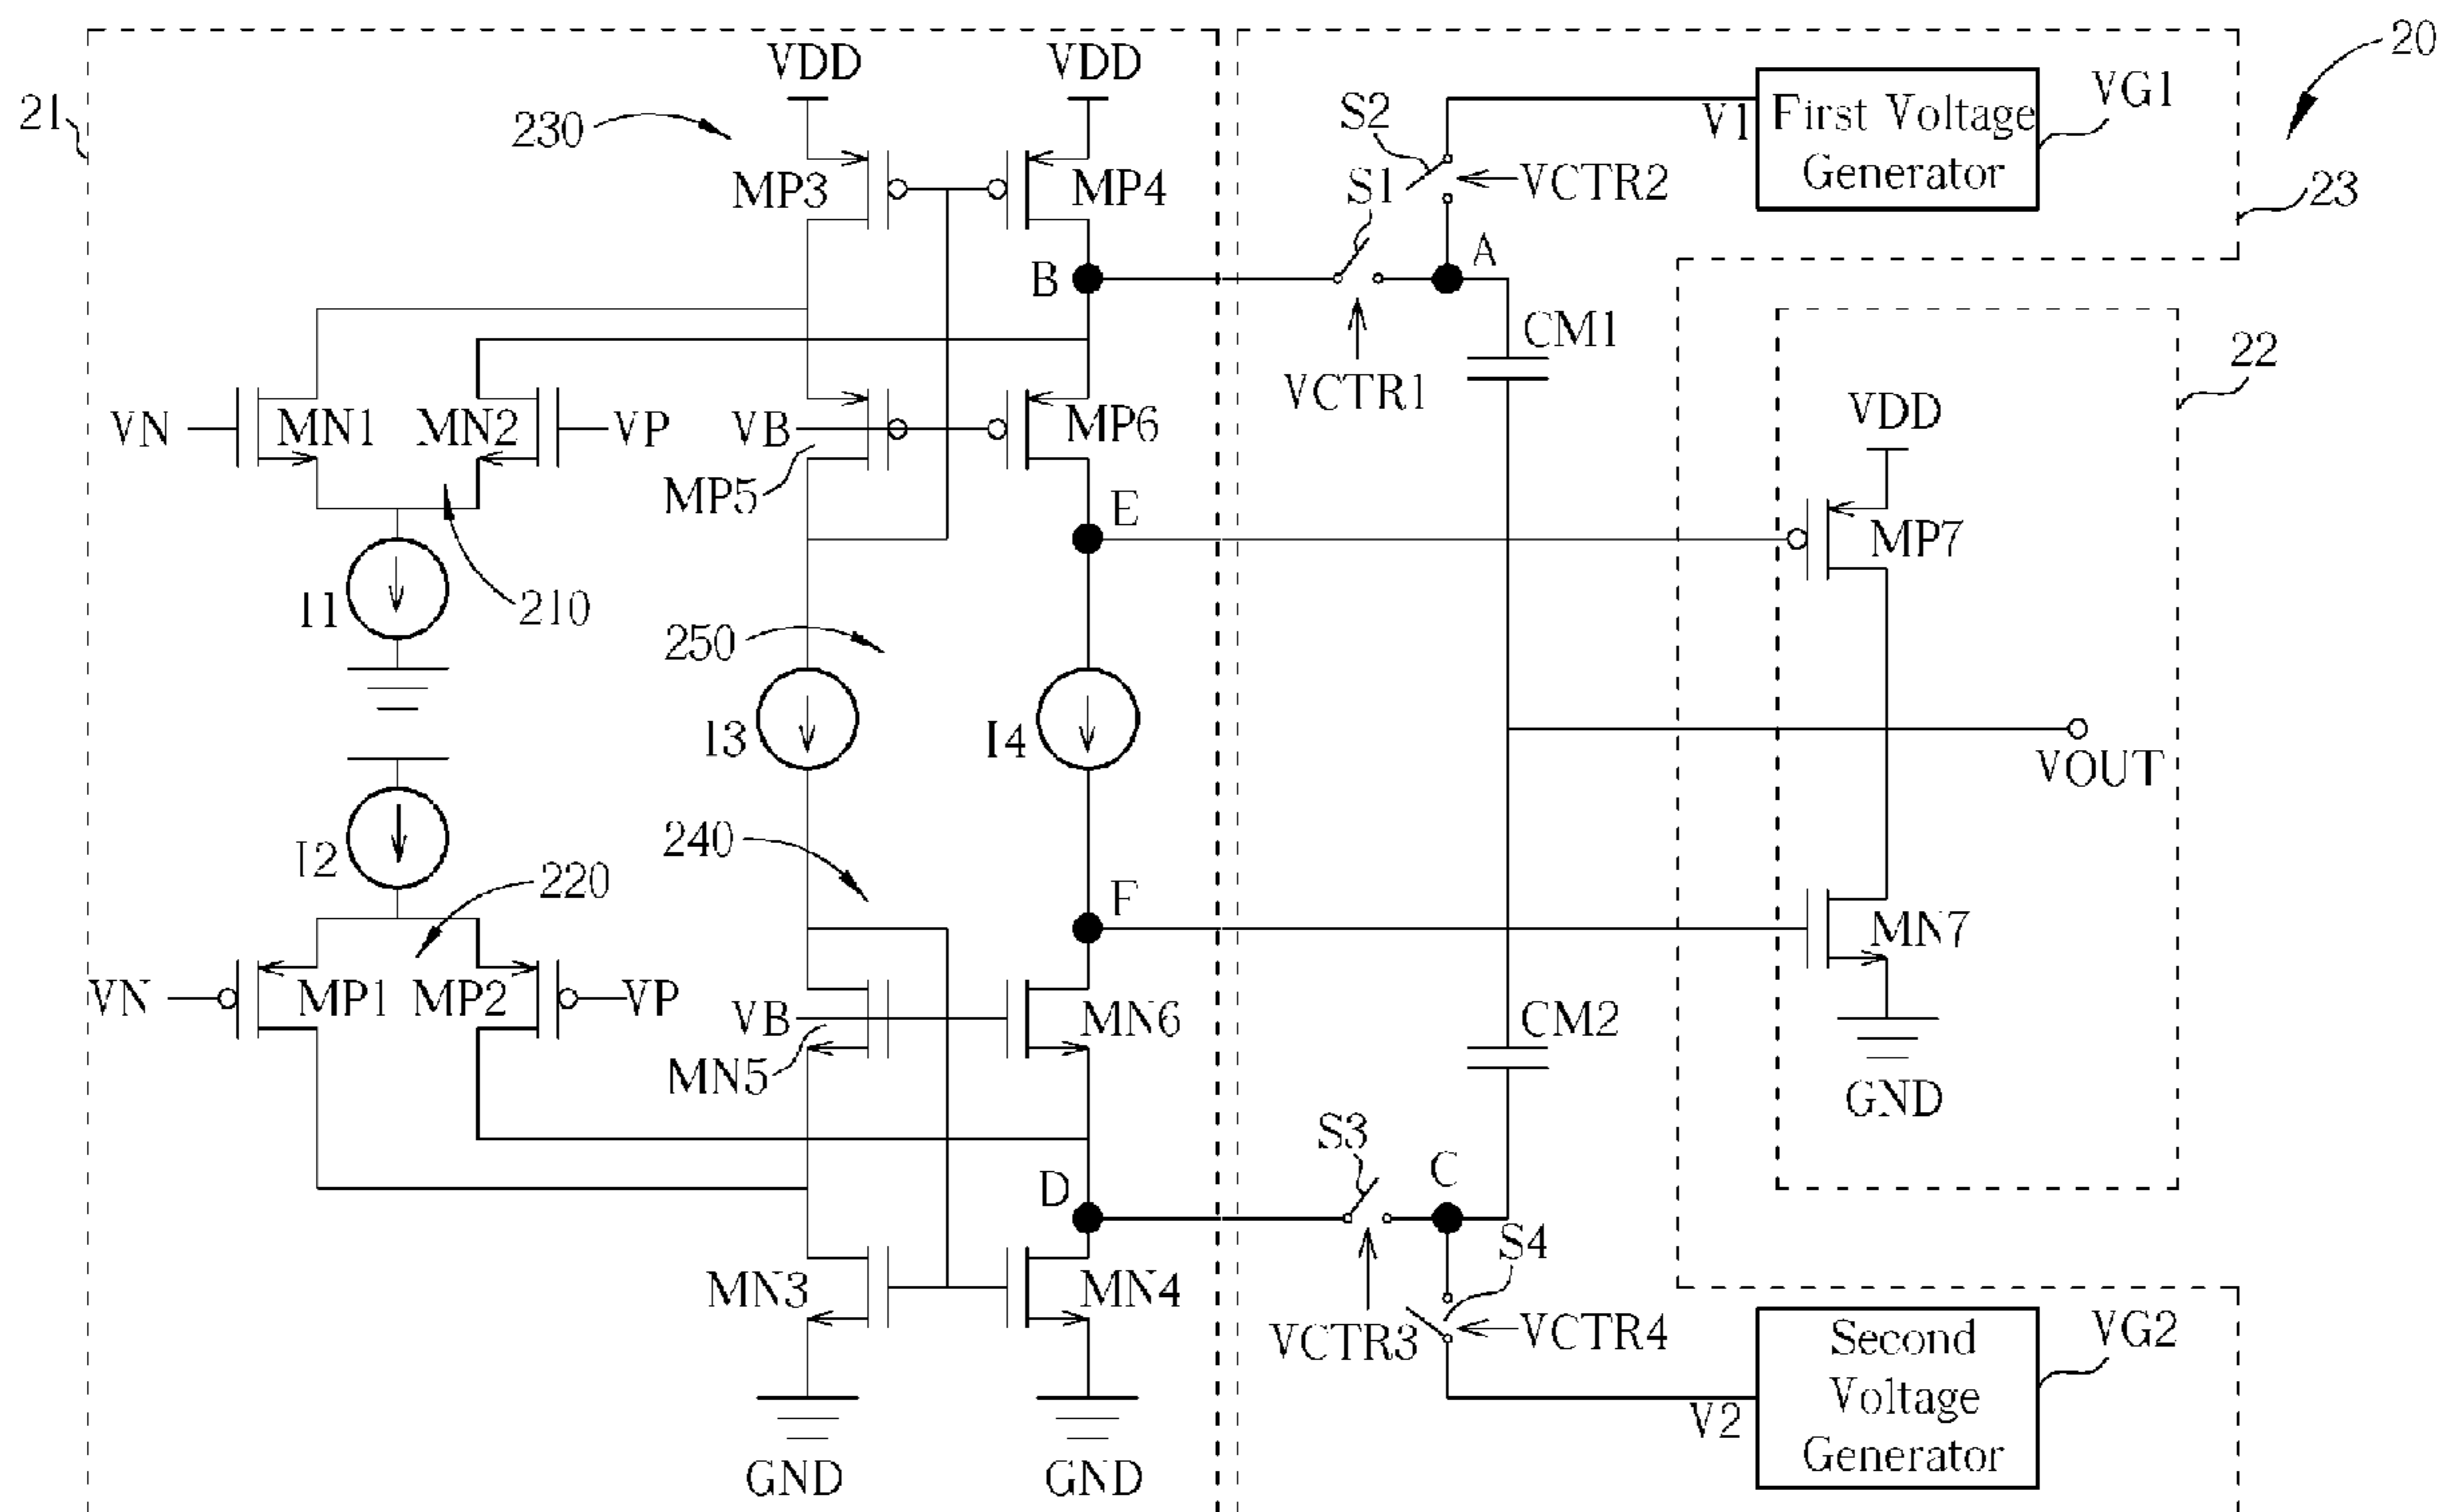 20
VDD
VDD
First Voltage
Generator
V1
VG1
21
230
S2
MP3
MP4
S1
VCTR2
23
B
A
CM1
VCTR1
22
VN
MN1
MN2
VP
VB
MP6
VDD
MP5
E
MP7
I1
210
250
I3
I4
VOUT
I2
220
240
F
MN7
VN
MP1
MP2
VP
VB
MN6
CM2
MN5
GND
S3
D
C
S4
MN3
MN4
VCTR3
VCTR4
Second
Voltage
Generator
V2
VG2
GND
GND